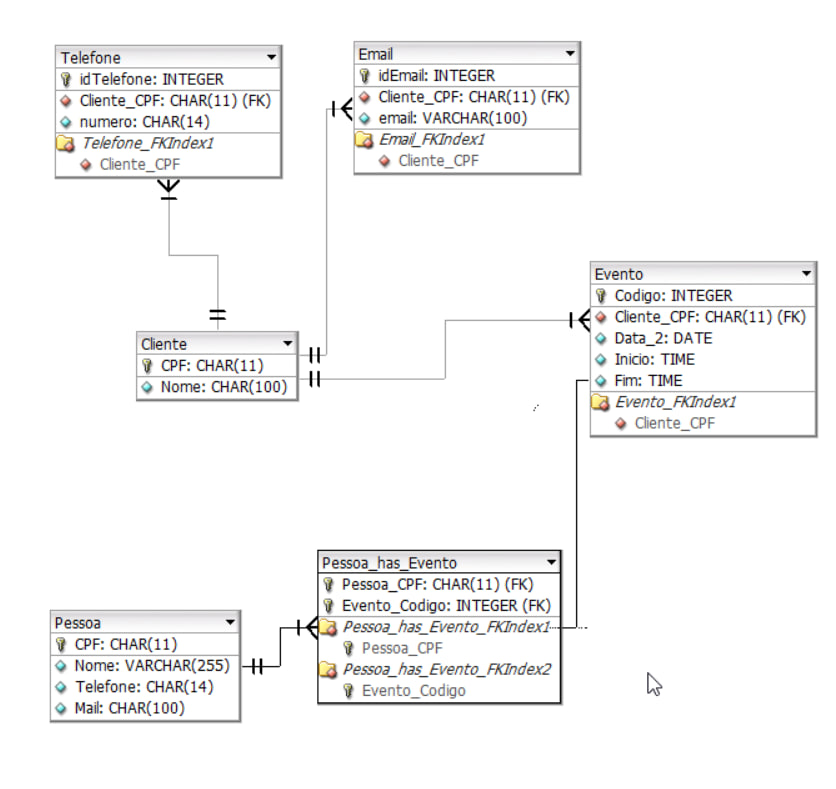 Telefone
idTelefone: INTEGER
Cliente_CPF: CHAR(11) (FK)
numero: CHAR(14)
Telefone_FKIndex1
Cliente_CPF
Email
idEmail: INTEGER
Cliente_CPF: CHAR(11) (FK)
email: VARCHAR(100)
Email_FKIndex1
Cliente_CPF
Evento
Codigo: INTEGER
Cliente_CPF: CHAR(11) (FK)
Data_2: DATE
Inicio: TIME
Fim: TIME
Evento_FKIndex1
Cliente_CPF
Cliente
CPF: CHAR(11)
Nome: CHAR(100)
Pessoa_has_Evento
Pessoa_CPF: CHAR(11) (FK)
Evento_Codigo: INTEGER (FK)
Pessoa_has_Evento_FKIndex1
Pessoa_CPF
Pessoa_has_Evento_FKIndex2
Evento_Codigo
Pessoa
CPF: CHAR(11)
Nome: VARCHAR(255)
Telefone: CHAR(14)
Mail: CHAR(100)